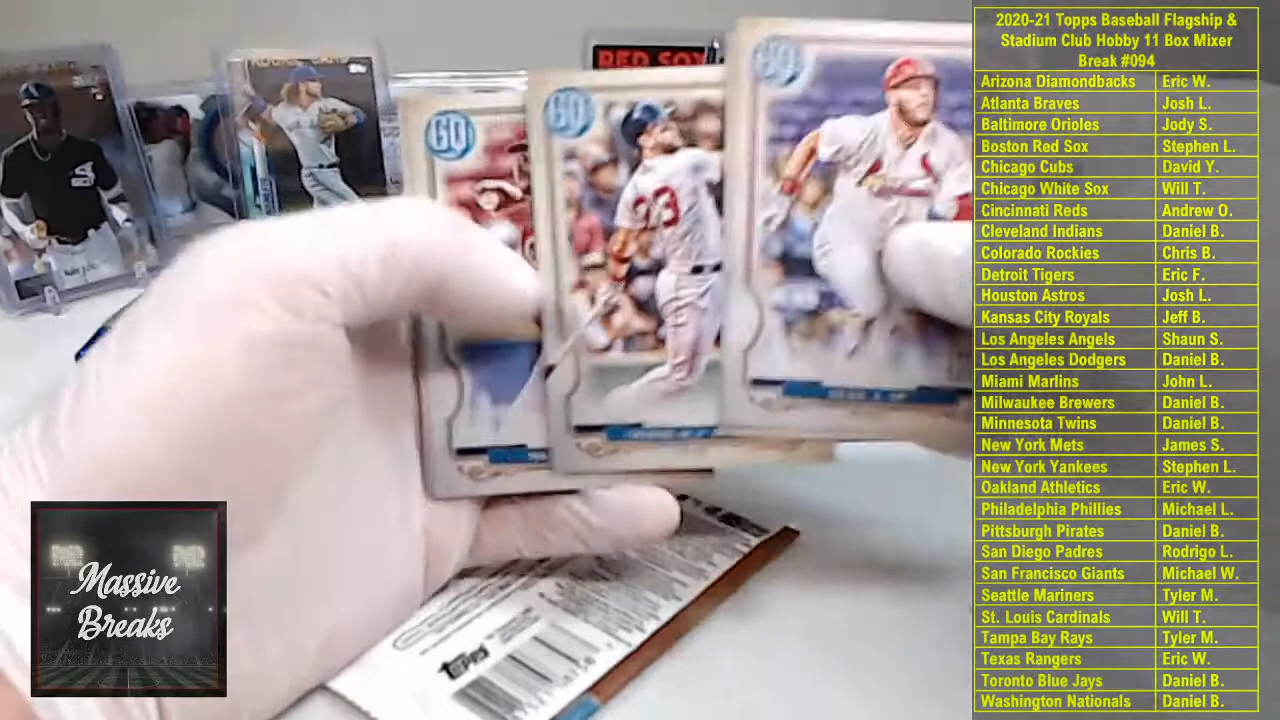 2020-21 Topps Baseball Flagship &
Stadium Club Hobby 11 Box Mixer
Break #094
Arizona Diamondbacks Eric W.
Atlanta Braves Josh L.
Baltimore Orioles Jody S.
Boston Red Sox Stephen L.
Chicago Cubs David Y.
Chicago White Sox Will T.
Cincinnati Reds Andrew O.
Cleveland Indians Daniel B.
Colorado Rockies Chris B.
Detroit Tigers Eric F.
Houston Astros Josh L.
Kansas City Royals Jeff B.
Los Angeles Angels Shaun S.
Los Angeles Dodgers Daniel B.
Miami Marlins John L.
Milwaukee Brewers Daniel B.
Minnesota Twins Daniel B.
New York Mets James S.
New York Yankees Stephen L.
Oakland Athletics Eric W.
Philadelphia Phillies Michael L.
Pittsburgh Pirates Daniel B.
San Diego Padres Rodrigo L.
San Francisco Giants Michael W.
Seattle Mariners Tyler M.
St. Louis Cardinals Will T.
Tampa Bay Rays Tyler M.
Texas Rangers Eric W.
Toronto Blue Jays Daniel B.
Washington Nationals Daniel B.
RED SOX
GQ
GQ
GQ
23
Topps
Massive
Breaks